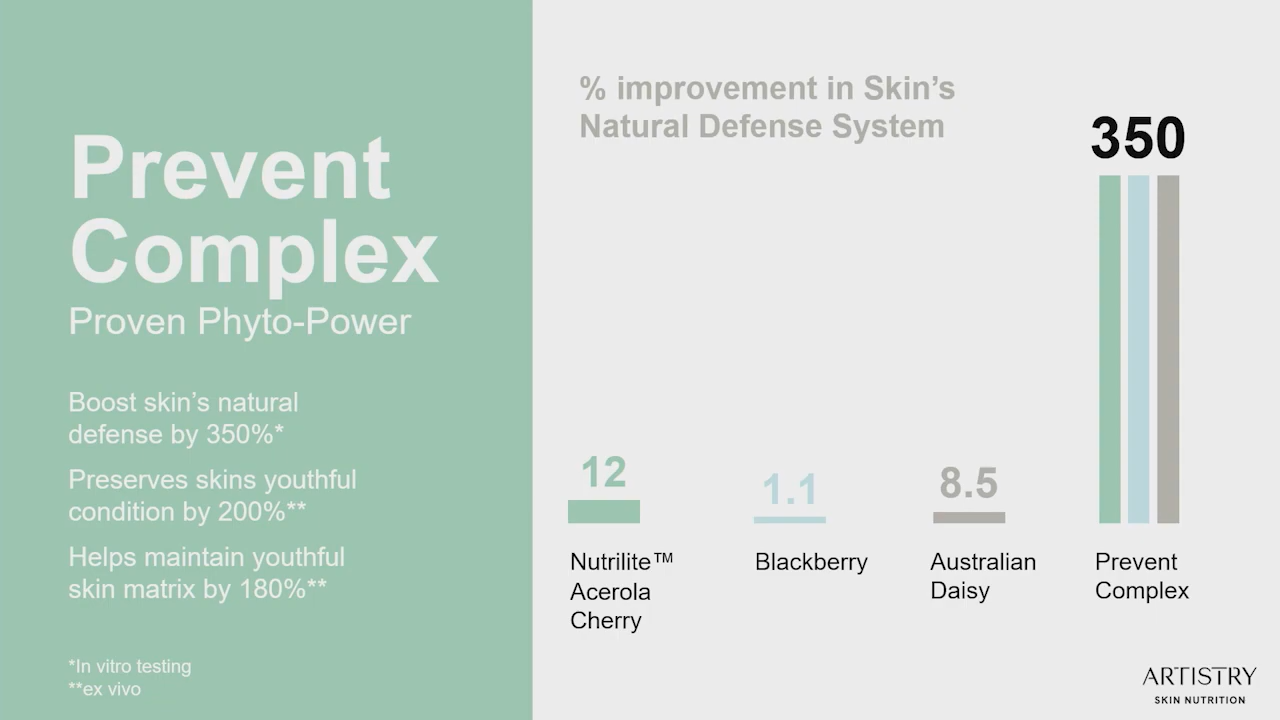 Prevent
Complex
Proven Phyto-Power
Boost skin's natural
defense by 350%*
Preserves skins youthful
condition by 200%**
Helps maintain youthful
skin matrix by 180%**
*In vitro testing
**ex vivo
% improvement in Skin's
Natural Defense System
12
Nutrilite™
Acerola
Cherry
1.1
Blackberry
8.5
Australian
Daisy
350
Prevent
Complex
ARTISTRY
SKIN NUTRITION